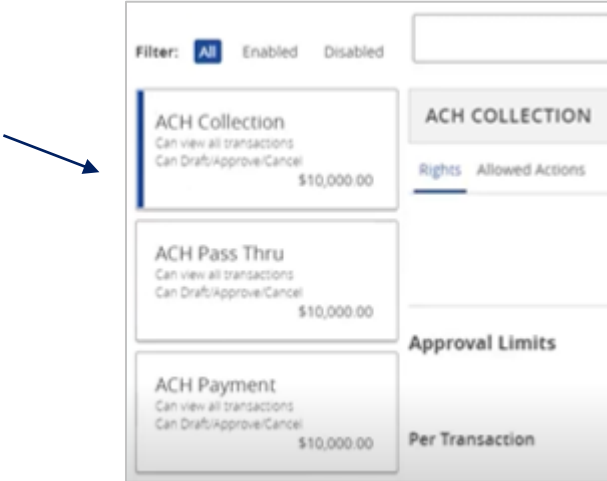 Filter: All Enabled Disabled
ACH Collection
Can view all transactions
Can Draft/Approve/Cancel
$10,000.00
ACH Pass Thru
Can view all transactions
Can Draft/Approve/Cancel
$10,000.00
ACH Payment
Can view all transactions
Can Draft/Approve/Cancel
$10,000.00
ACH COLLECTION
Rights Allowed Actions
Approval Limits
Per Transaction